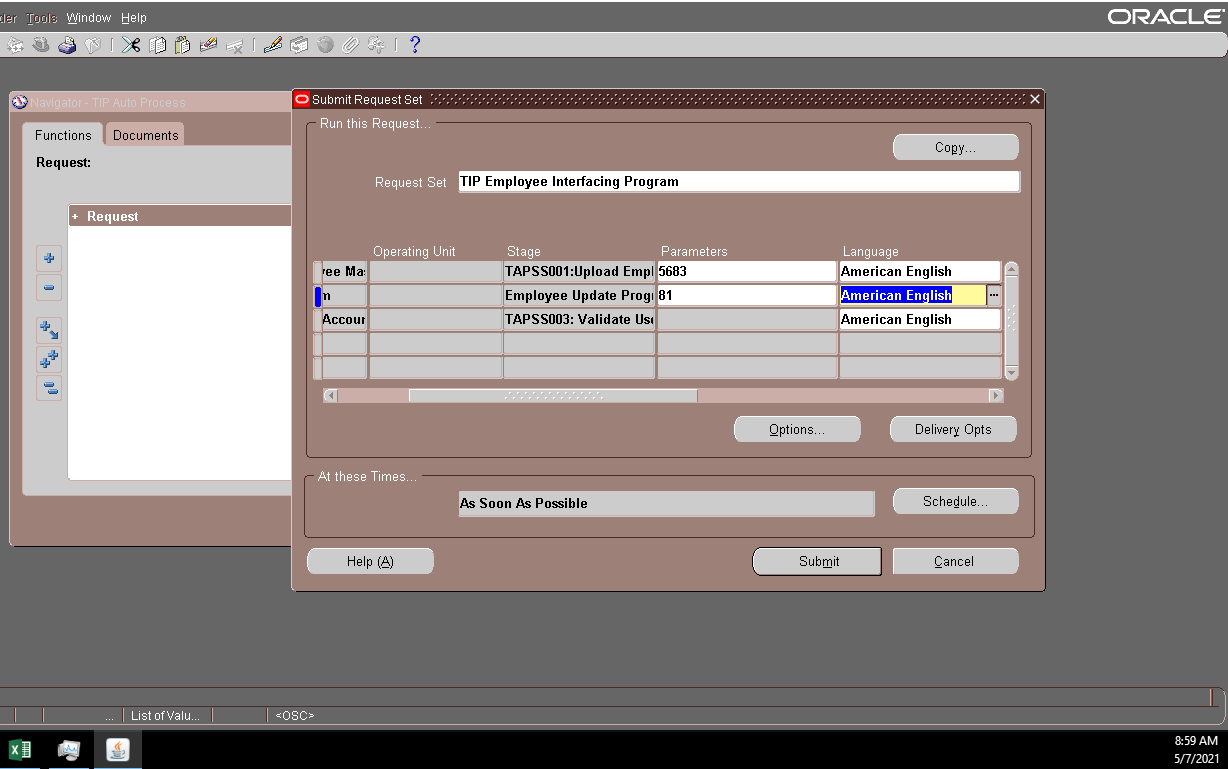 der Tools Window Help
ORACLE
Navigator - TIP Auto Process
Functions Documents
Request:
+ Request
Submit Request Set
Run this Request...
Copy...
Request Set TIP Employee Interfacing Program
Operating Unit Stage Parameters Language
yee Ma: TAPSS001:Upload Empl 5683 American English
n Employee Update Prog 81 American English ...
Accour TAPSS003: Validate Use American English
Options... Delivery Opts
At these Times...
As Soon As Possible Schedule...
Help (A) Submit Cancel
... List of Valu... <OSC>
8:59 AM
5/7/2021